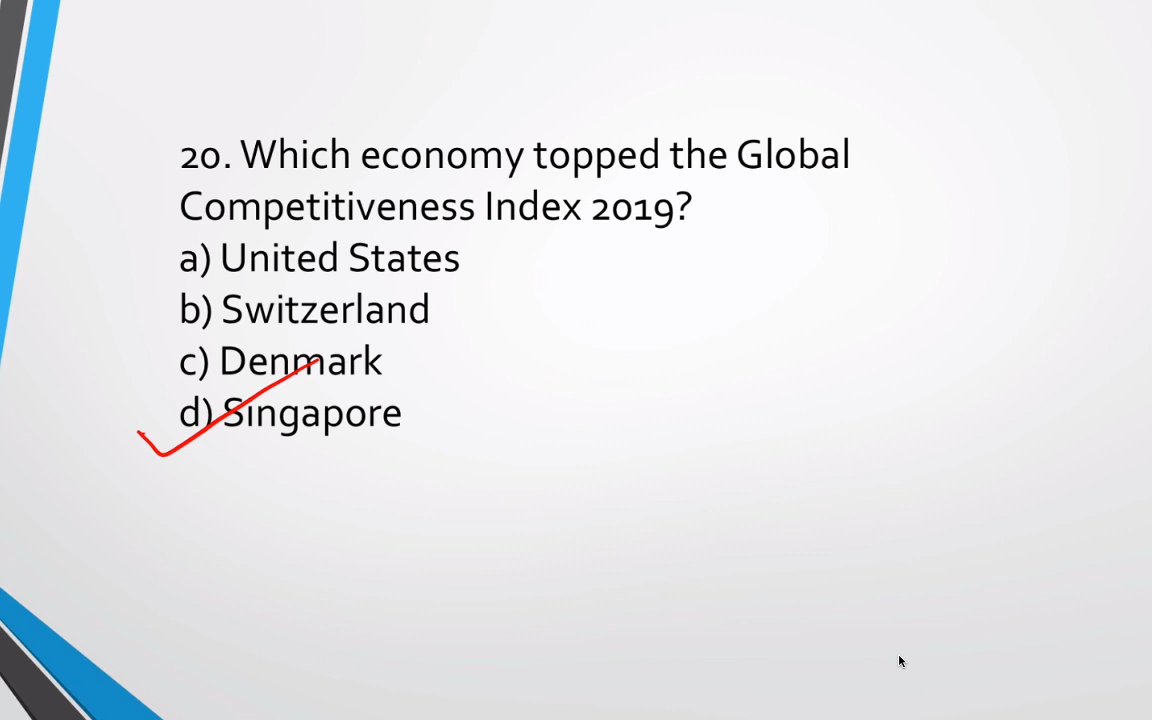 20. Which economy topped the Global
Competitiveness Index 2019?
a) United States
b) Switzerland
c) Denmark
d) Singapore